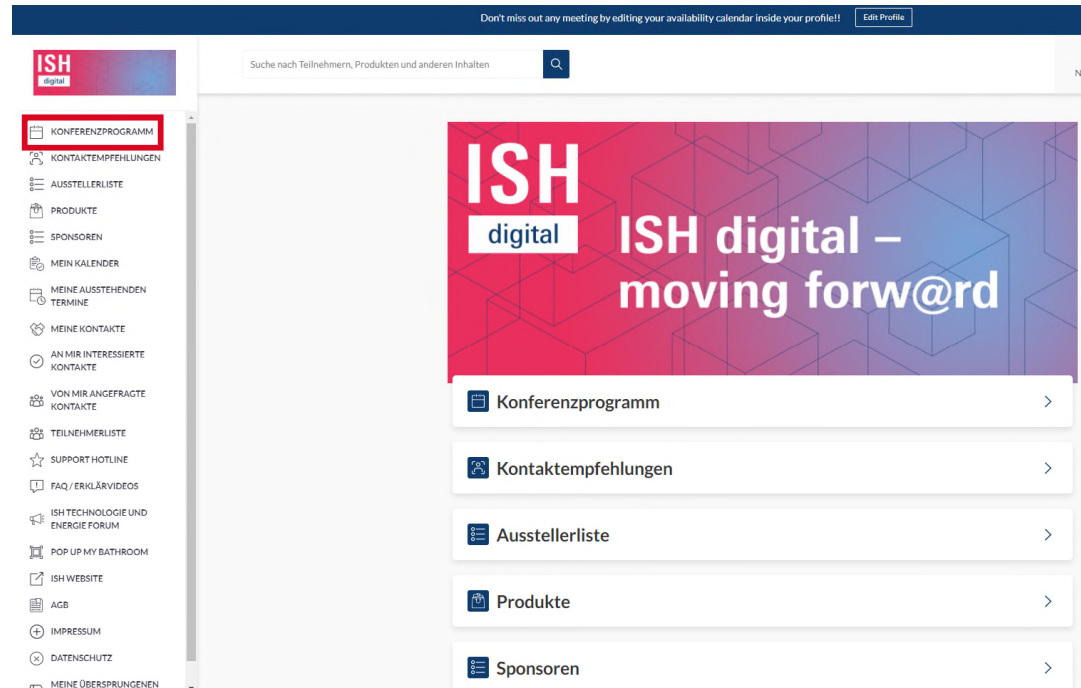 Don't miss out any meeting by editing your availability calendar inside your profile!!
Edit Profile
ISH
digital
Suche nach Teilnehmern, Produkten und anderen Inhalten
N
KONFERENZPROGRAMM
KONTAKTEMPFEHLUNGEN
AUSSTELLERLISTE
PRODUKTE
SPONSOREN
MEIN KALENDER
MEINE AUSSTEHENDEN
TERMINE
MEINE KONTAKTE
AN MIR INTERESSIERTE
KONTAKTE
VON MIR ANGEFRAGTE
KONTAKTE
TEILNEHMERLISTE
SUPPORT HOTLINE
FAQ / ERKLÄRVIDEOS
ISH TECHNOLOGIE UND
ENERGIE FORUM
POP UP MY BATHROOM
ISH WEBSITE
AGB
IMPRESSUM
DATENSCHUTZ
MEINE ÜBERSPRUNGENEN
ISH
digital
ISH digital –
moving forw@rd
Konferenzprogramm
Kontaktempfehlungen
Ausstellerliste
Produkte
Sponsoren